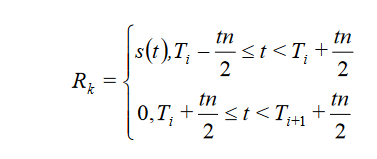 R_k = { s(t), T_i − tn/2 ≤ t < T_i + tn/2
0, T_i + tn/2 ≤ t < T_{i+1} + tn/2